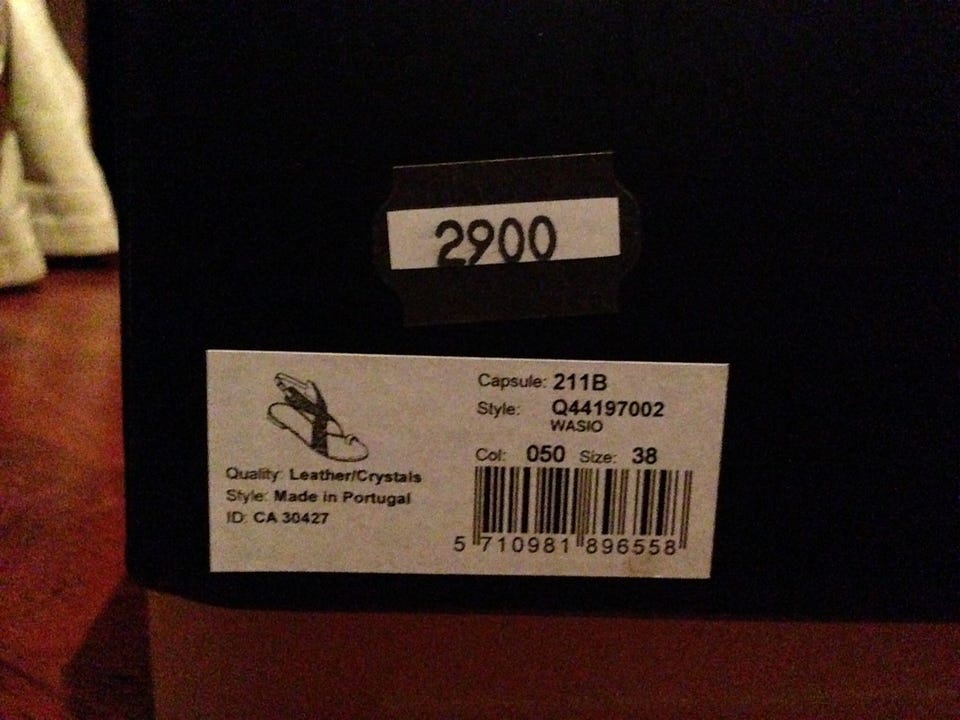 2900
Capsule: 211B
Style: Q44197002
WASIO
Col: 050 Size: 38
Quality: Leather/Crystals
Style: Made in Portugal
ID: CA 30427
5 710981 896558